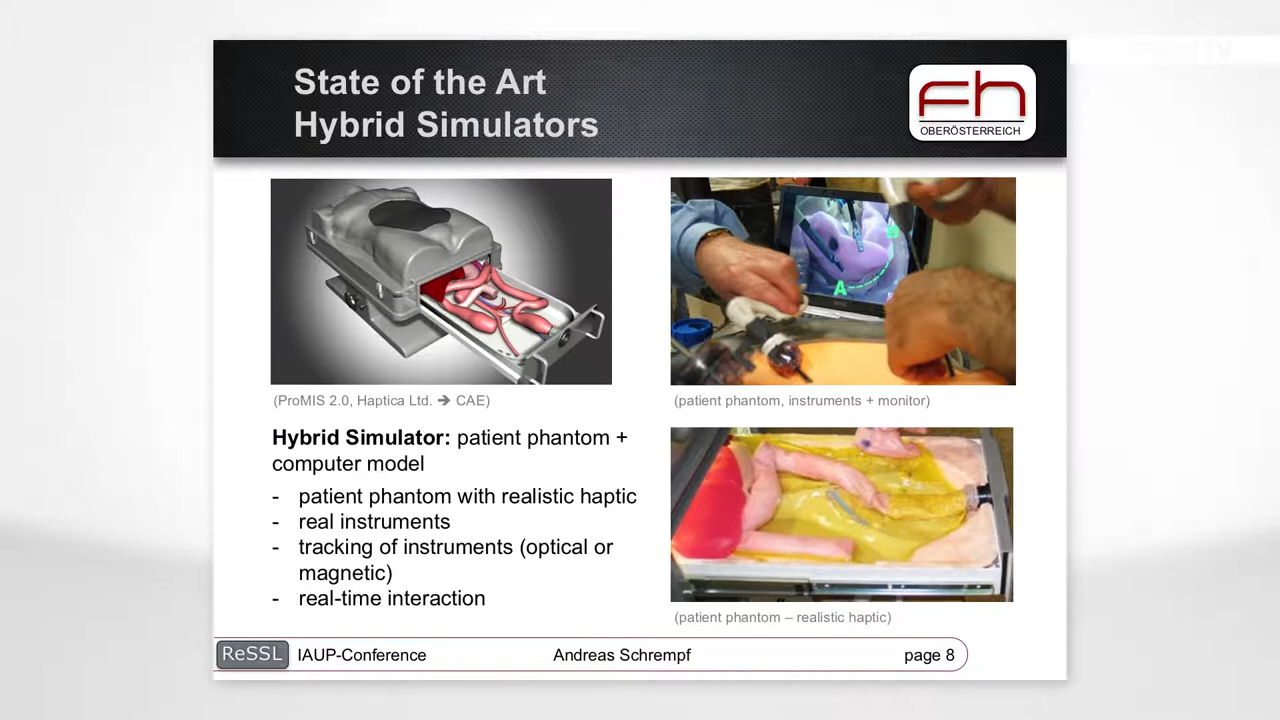 State of the Art
Hybrid Simulators
fh
OBERÖSTERREICH
(ProMIS 2.0, Haptica Ltd. ➔ CAE)
(patient phantom, instruments + monitor)
Hybrid Simulator: patient phantom +
computer model
- patient phantom with realistic haptic
- real instruments
- tracking of instruments (optical or
magnetic)
- real-time interaction
A
(patient phantom – realistic haptic)
ReSSL IAUP-Conference Andreas Schrempf page 8